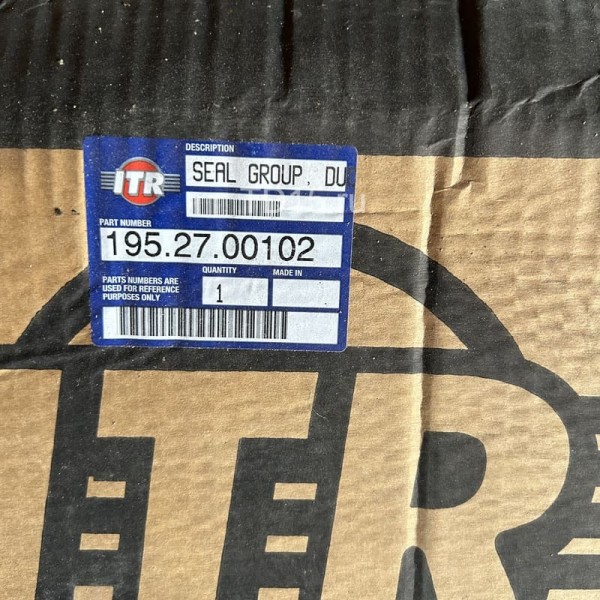 DESCRIPTION
ITR
SEAL GROUP, DU
PART NUMBER
195.27.00102
PARTS NUMBERS ARE
USED FOR REFERENCE
PURPOSES ONLY
QUANTITY
1
MADE IN
ITR